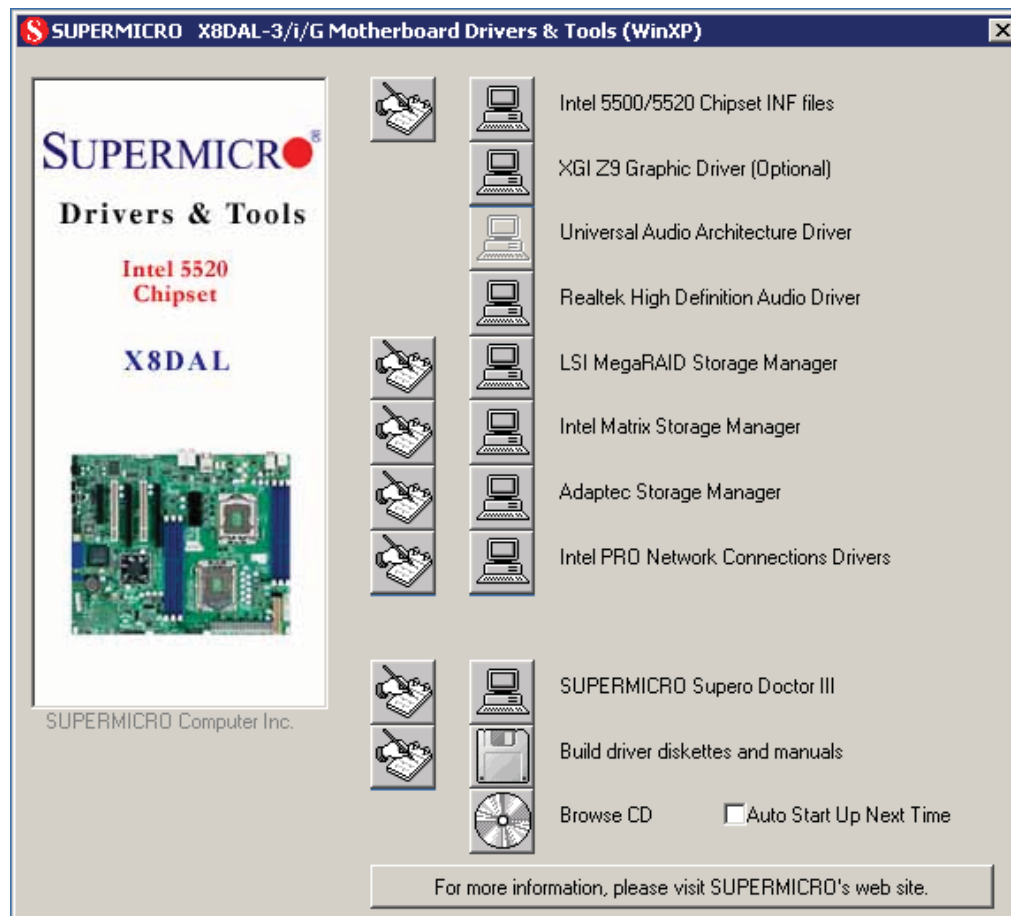 SUPERMICRO X8DAL-3/i/G Motherboard Drivers & Tools (WinXP)
SUPERMICRO®
Drivers & Tools
Intel 5520
Chipset
X8DAL
SUPERMICRO Computer Inc.
Intel 5500/5520 Chipset INF files
XGI Z9 Graphic Driver (Optional)
Universal Audio Architecture Driver
Realtek High Definition Audio Driver
LSI MegaRAID Storage Manager
Intel Matrix Storage Manager
Adaptec Storage Manager
Intel PRO Network Connections Drivers
SUPERMICRO Supero Doctor III
Build driver diskettes and manuals
Browse CD Auto Start Up Next Time
For more information, please visit SUPERMICRO's web site.